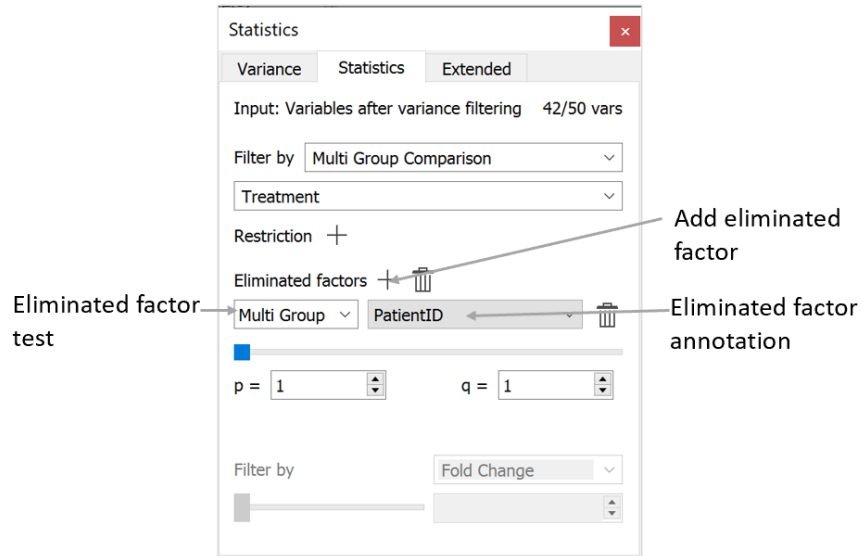 Statistics
×
Variance Statistics Extended
Input: Variables after variance filtering 42/50 vars
Filter by Multi Group Comparison
Treatment
Restriction +
Add eliminated
factor
Eliminated factors +
Eliminated factor
test
Multi Group PatientID
Eliminated factor
annotation
p = 1 q = 1
Filter by Fold Change